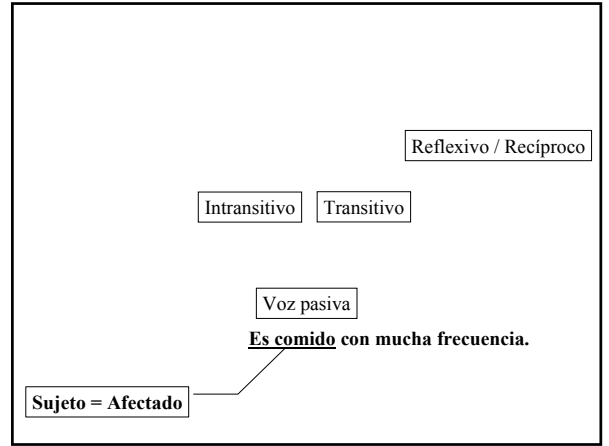 Reflexivo / Recíproco
Intransitivo
Transitivo
Voz pasiva
Es comido con mucha frecuencia.
Sujeto = Afectado